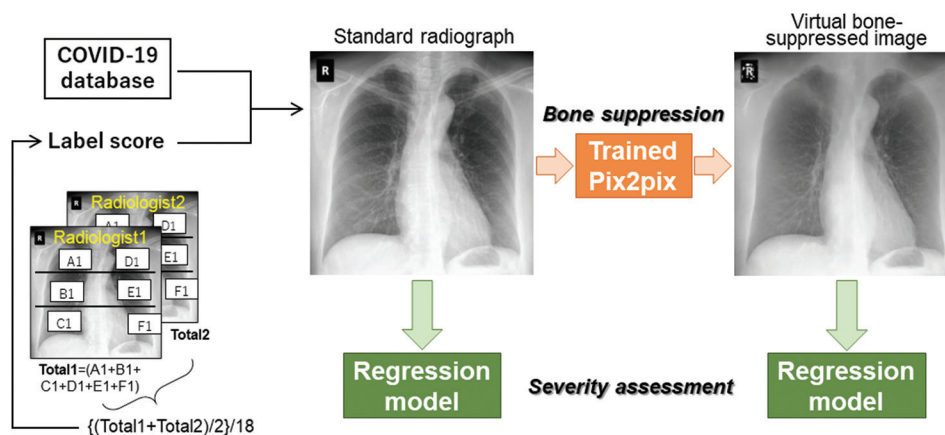 COVID-19
database
Label score
Radiologist2
A1
D1
E1
F1
Total2
R
Radiologist1
A1
D1
B1
E1
C1
F1
Total1=(A1+B1+
C1+D1+E1+F1)
{(Total1+Total2)/2}/18
Standard radiograph
R
Bone suppression
Trained
Pix2pix
Virtual bone-
suppressed image
R
Regression
model
Severity assessment
Regression
model